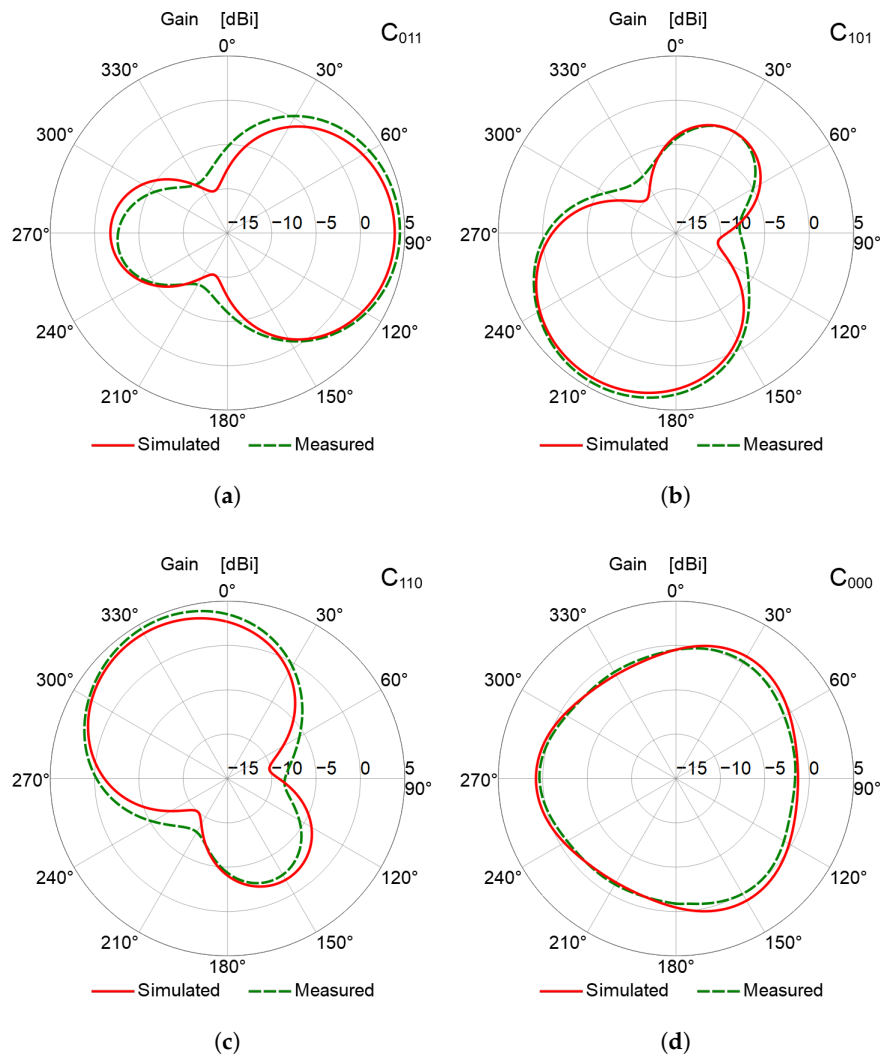 Gain [dBi]
C011
0°
330°
30°
300°
60°
−15 −10 −5 0 5
270°
90°
240°
120°
210°
150°
180°
Simulated Measured
(a)
Gain [dBi]
C101
0°
330°
30°
300°
60°
−15 −10 −5 0 5
270°
90°
240°
120°
210°
150°
180°
Simulated Measured
(b)
Gain [dBi]
C110
0°
330°
30°
300°
60°
−15 −10 −5 0 5
270°
90°
240°
120°
210°
150°
180°
Simulated Measured
(c)
Gain [dBi]
C000
0°
330°
30°
300°
60°
−15 −10 −5 0 5
270°
90°
240°
120°
210°
150°
180°
Simulated Measured
(d)